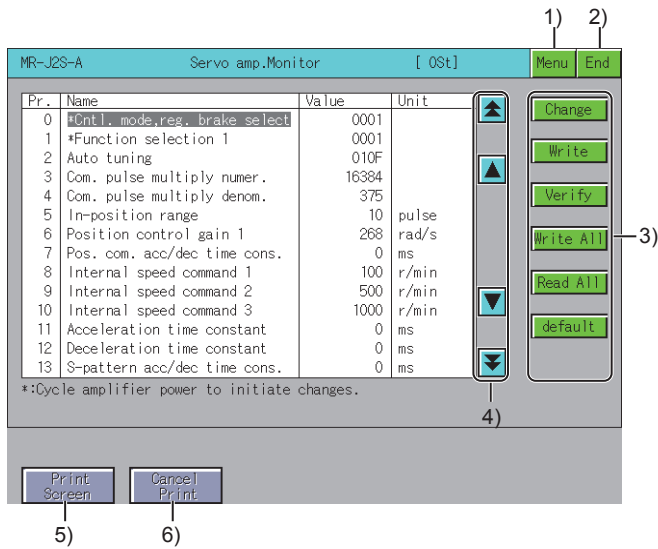 1) 2)
MR-J2S-A Servo amp.Monitor [ OSt] Menu End
Pr. Name Value Unit
0 *Cntl. mode,reg. brake select 0001
1 *Function selection 1 0001
2 Auto tuning 010F
3 Com. pulse multiply numer. 16384
4 Com. pulse multiply denom. 375
5 In-position range 10 pulse
6 Position control gain 1 268 rad/s
7 Pos. com. acc/dec time cons. 0 ms
8 Internal speed command 1 100 r/min
9 Internal speed command 2 500 r/min
10 Internal speed command 3 1000 r/min
11 Acceleration time constant 0 ms
12 Deceleration time constant 0 ms
13 S-pattern acc/dec time cons. 0 ms
*:Cycle amplifier power to initiate changes.
Change
Write
Verify
Write All
Read All
default
3)
4)
Print
Screen
Cancel
Print
5) 6)